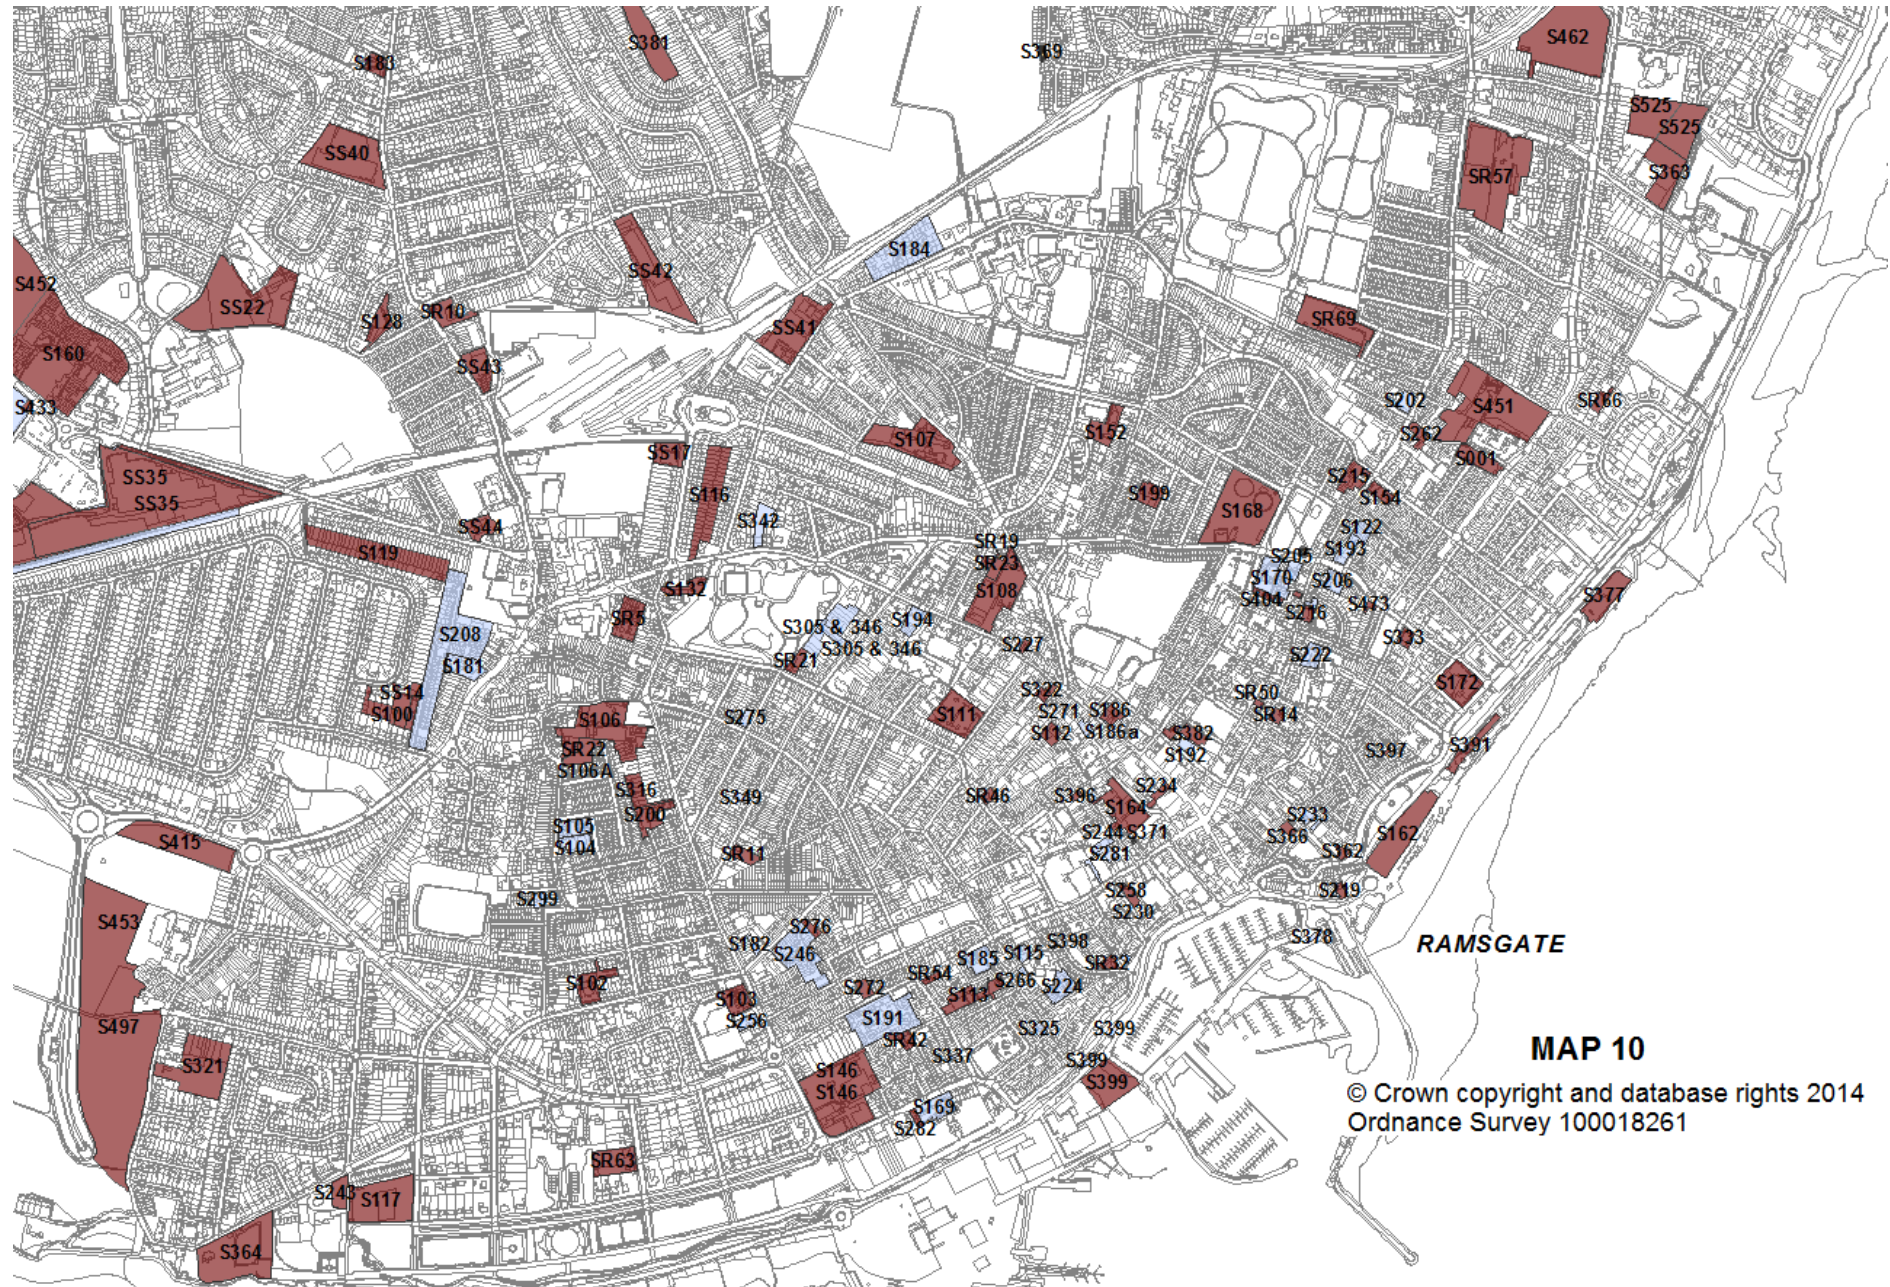 S381
S369
S462
S183
S525
S525
SS40
S363
SR57
S184
SS42
S452
SS22
S128
SR10
SS41
SR69
S160
SS43
S433
S202
S451
SR66
S107
S152
S262
SS17
S001
SS35
SS35
S116
S199
S215
S154
S168
S342
SS44
S122
SR19
S193
S119
SR23
S205
S170
S206
S132
S108
S404
S473
S377
SR5
S216
S194
S305 & 346
S208
S305 & 346
S227
S333
SR21
S181
S222
S172
SS14
S322
SR50
S100
S106
S275
S111
S271
S186
SR14
S112
S186a
S382
S391
SR22
S192
S397
S106A
S316
S349
SR46
S396
S234
S200
S164
S233
S105
S244
S371
S366
S162
S415
S104
SR11
S281
S362
S258
S219
S299
S230
S453
S276
S182
S246
S398
S378
RAMSGATE
S185
S115
SR32
S102
SR54
S266
S272
S224
S103
S113
S256
S191
S497
S325
S399
SR42
S337
MAP 10
S321
S146
S399
S146
S399
© Crown copyright and database rights 2014
S169
Ordnance Survey 100018261
S282
SR63
S243
S117
S364